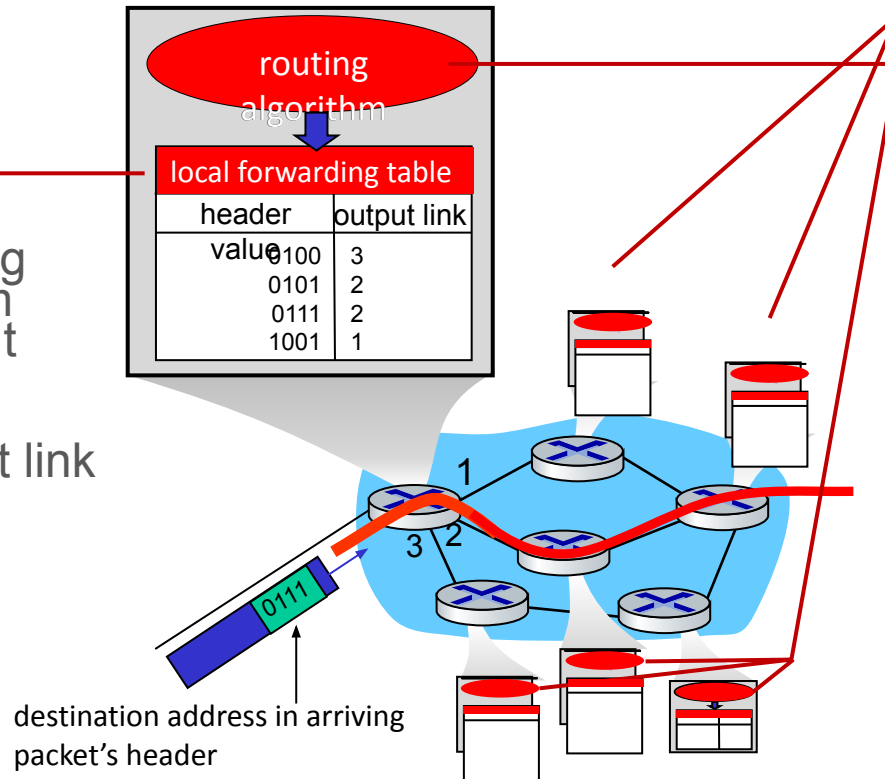 routing
algorithm
local forwarding table
header value output link
0100 3
0101 2
0111 2
1001 1
g
n
t
t link
1
2
3
0111
destination address in arriving
packet’s header